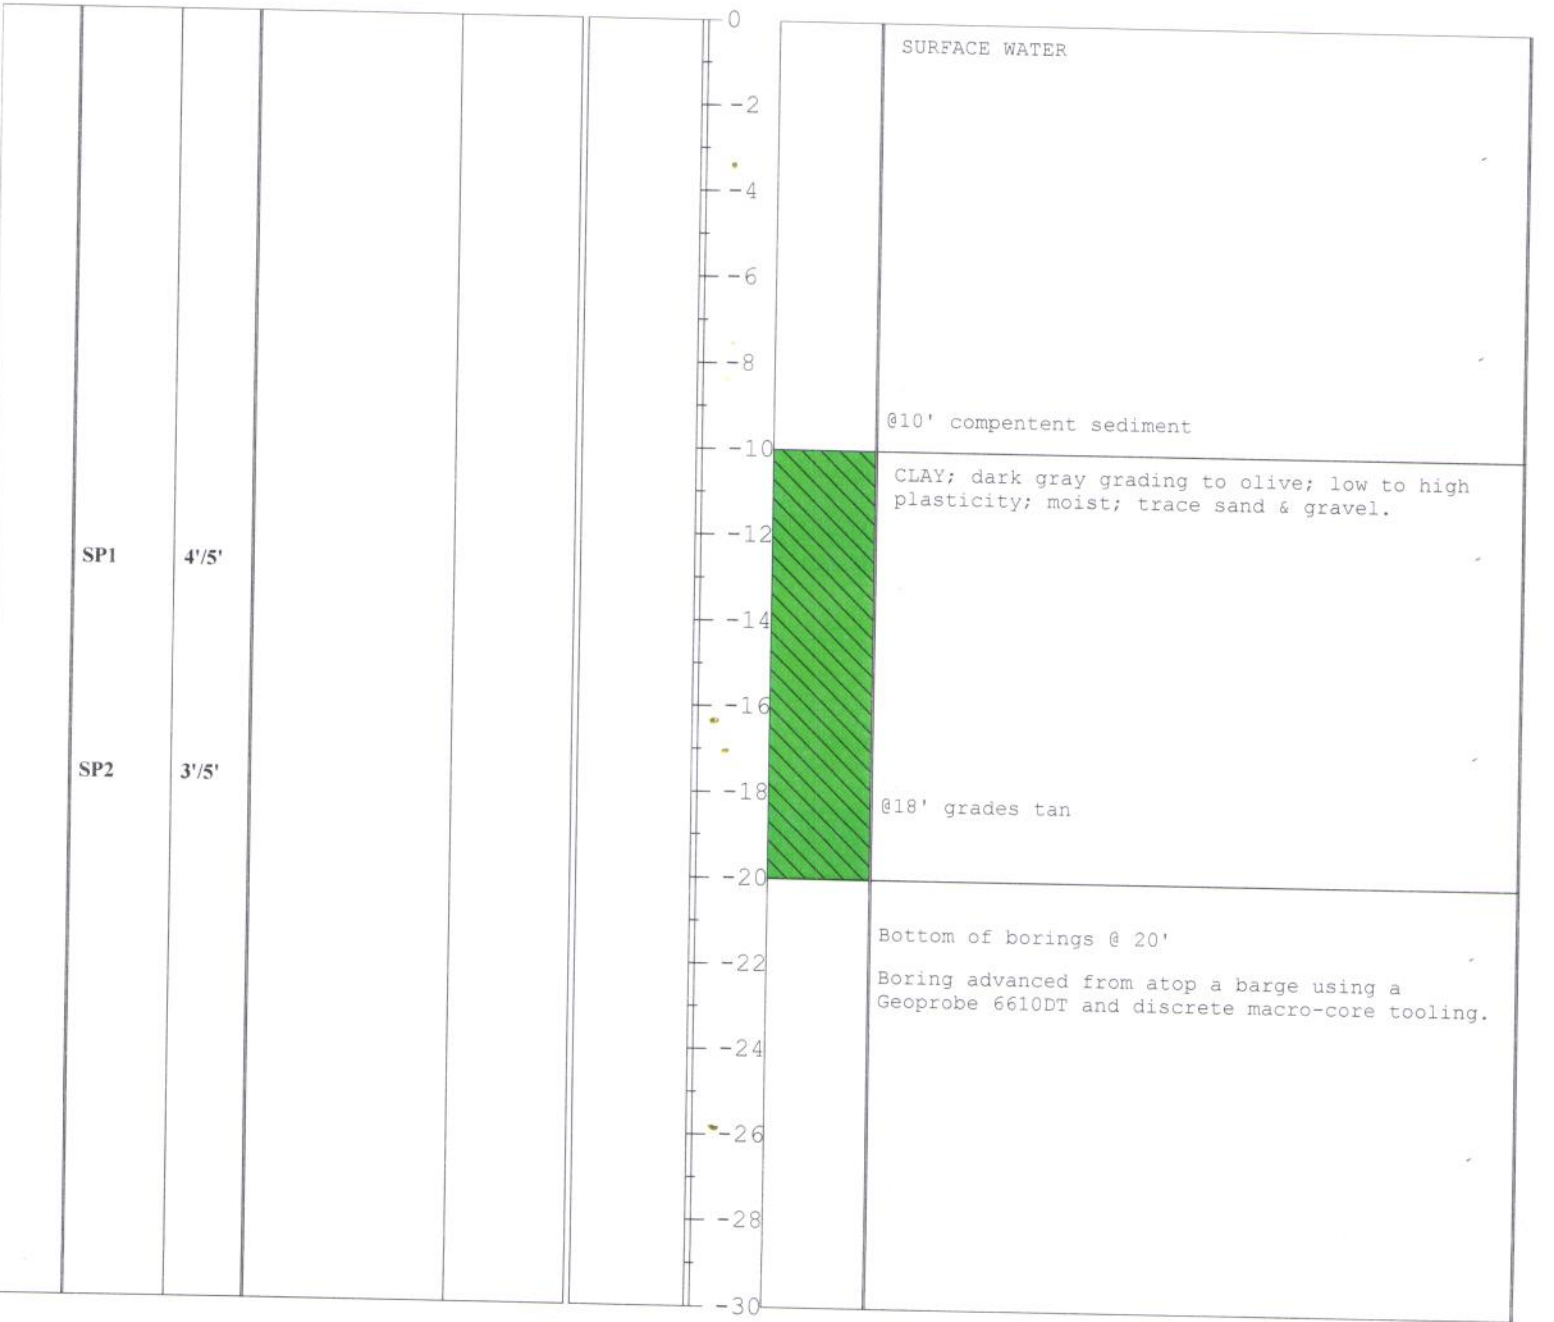 0
SURFACE WATER
-2
-4
-6
-8
@10' compentent sediment
-10
CLAY; dark gray grading to olive; low to high
plasticity; moist; trace sand & gravel.
-12
SP1 4'/5'
-14
-16
SP2 3'/5'
-18
@18' grades tan
-20
Bottom of borings @ 20'
-22
Boring advanced from atop a barge using a
Geoprobe 6610DT and discrete macro-core tooling.
-24
-26
-28
-30